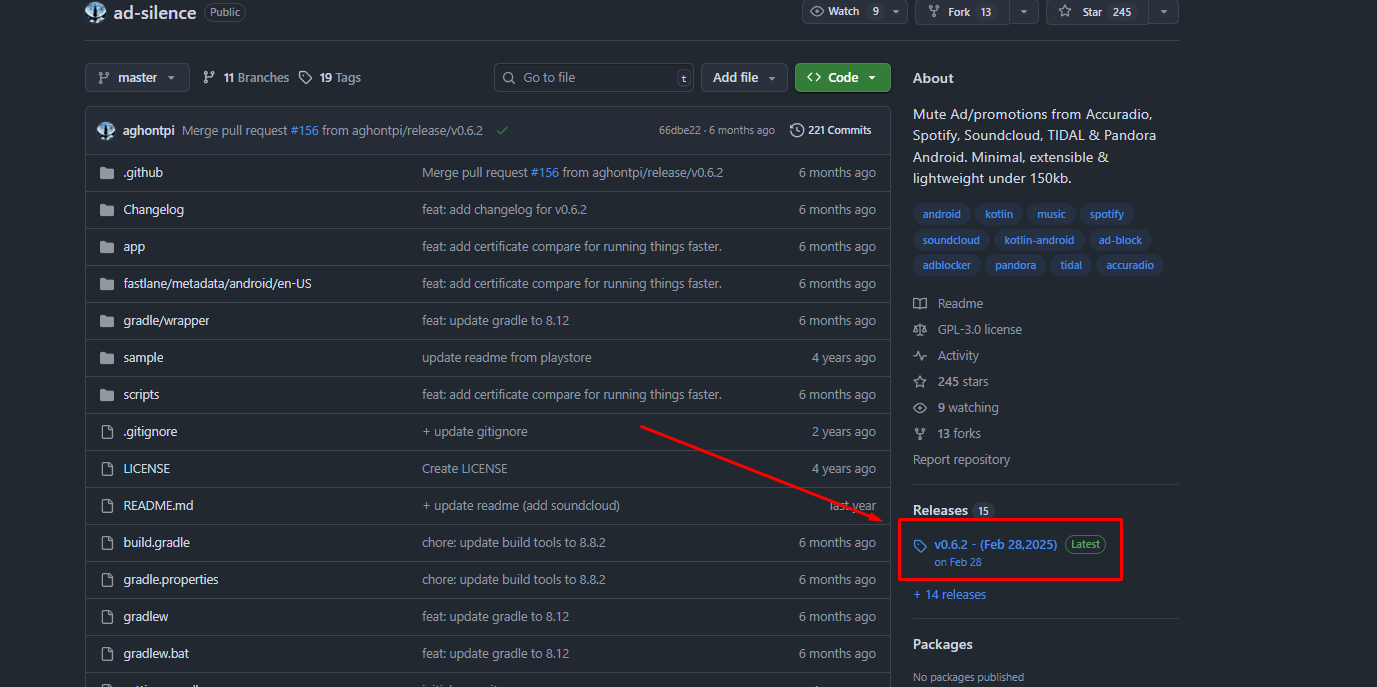 ad-silence Public
Watch 9 Fork 13 Star 245
master 11 Branches 19 Tags Go to file t Add file Code
aghontpi Merge pull request #156 from aghontpi/release/v0.6.2 66dbe22 · 6 months ago 221 Commits
.github Merge pull request #156 from aghontpi/release/v0.6.2 6 months ago
Changelog feat: add changelog for v0.6.2 6 months ago
app feat: add certificate compare for running things faster. 6 months ago
fastlane/metadata/android/en-US feat: add certificate compare for running things faster. 6 months ago
gradle/wrapper feat: update gradle to 8.12 6 months ago
sample update readme from playstore 4 years ago
scripts feat: add certificate compare for running things faster. 6 months ago
.gitignore + update gitignore 2 years ago
LICENSE Create LICENSE 4 years ago
README.md + update readme (add soundcloud) last year
build.gradle chore: update build tools to 8.8.2 6 months ago
gradle.properties chore: update build tools to 8.8.2 6 months ago
gradlew feat: update gradle to 8.12 6 months ago
gradlew.bat feat: update gradle to 8.12 6 months ago
About
Mute Ad/promotions from Accuradio,
Spotify, Soundcloud, TIDAL & Pandora
Android. Minimal, extensible &
lightweight under 150kb.
android kotlin music spotify
soundcloud kotlin-android ad-block
adblocker pandora tidal accuradio
Readme
GPL-3.0 license
Activity
245 stars
9 watching
13 forks
Report repository
Releases 15
v0.6.2 - (Feb 28,2025) Latest
on Feb 28
+ 14 releases
Packages
No packages published